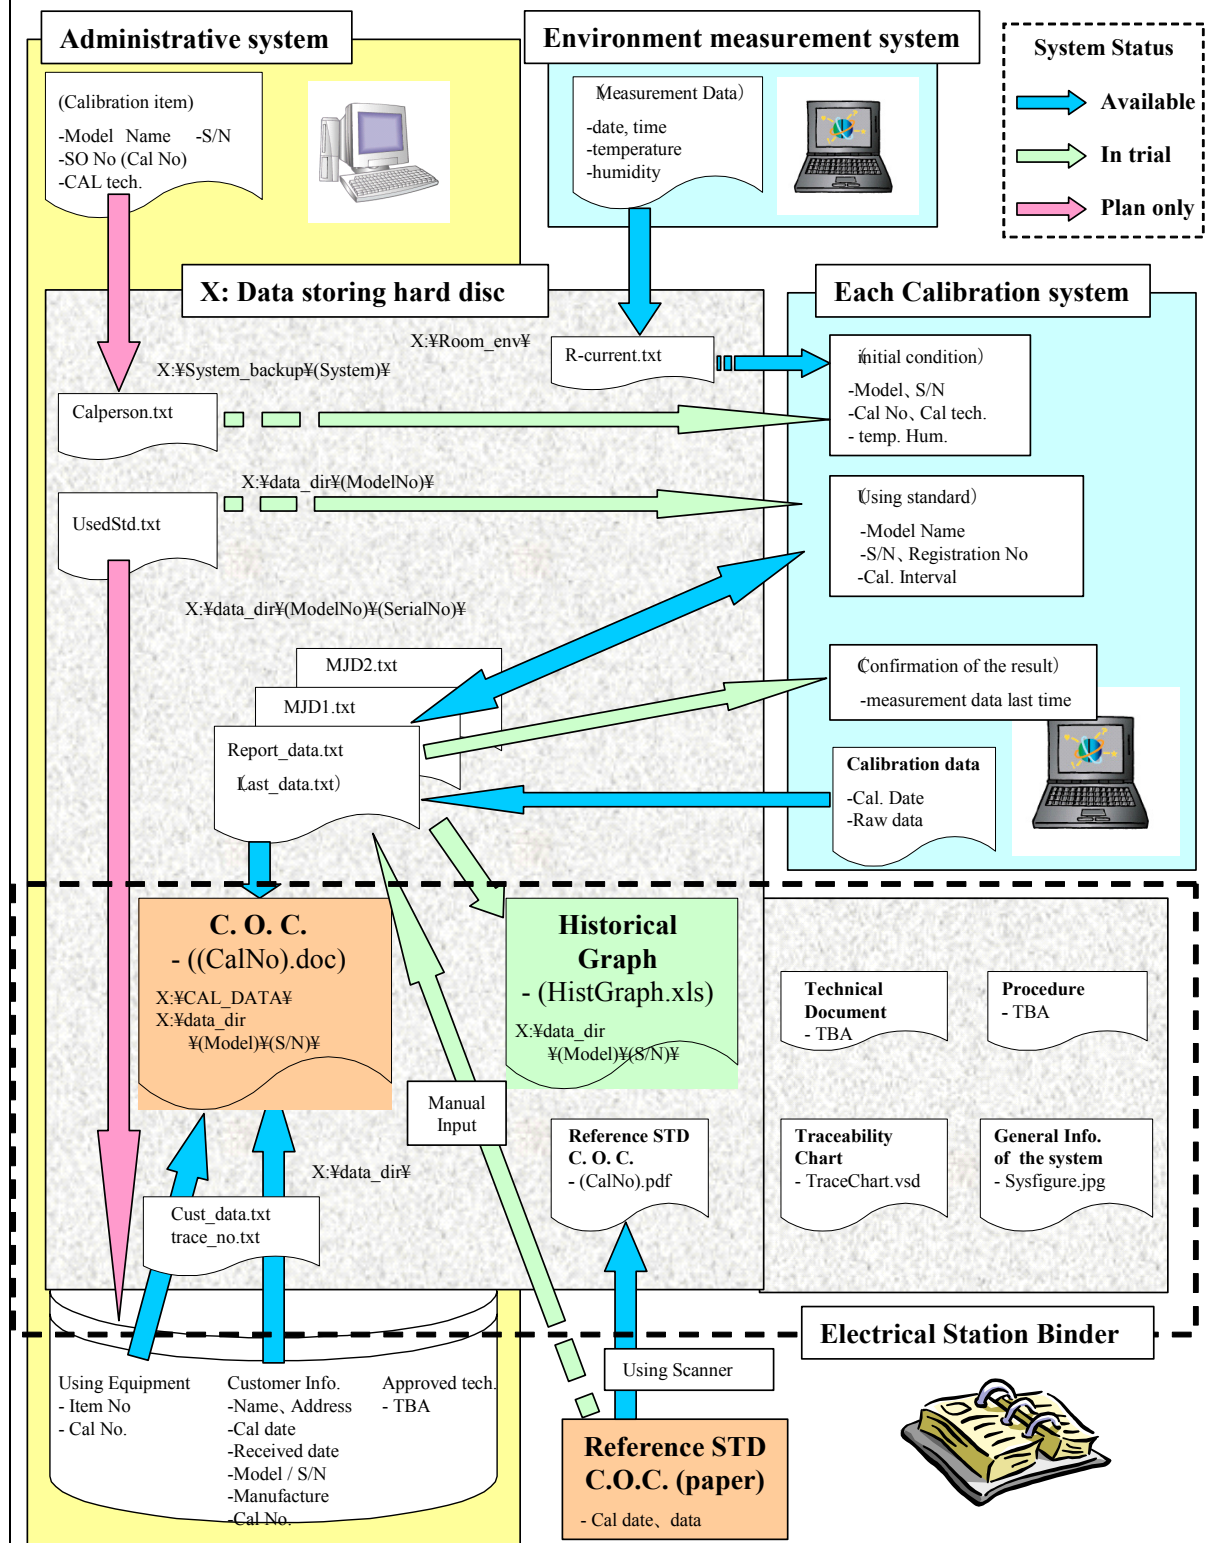 Administrative system
Environment measurement system
System Status
Available
In trial
Plan only
(Calibration item)
-Model Name -S/N
-SO No (Cal No)
-CAL tech.
(Measurement Data)
-date, time
-temperature
-humidity
X: Data storing hard disc
Each Calibration system
X:¥Room_env¥
R-current.txt
X:¥System_backup¥(System)¥
Calperson.txt
(initial condition)
-Model、S/N
-Cal No、Cal tech.
- temp. Hum.
X:¥data_dir¥(ModelNo)¥
UsedStd.txt
(Using standard)
-Model Name
-S/N、Registration No
-Cal. Interval
X:¥data_dir¥(ModelNo)¥(SerialNo)¥
MJD2.txt
MJD1.txt
Report_data.txt
(Last_data.txt)
(Confirmation of the result)
-measurement data last time
Calibration data
-Cal. Date
-Raw data
C. O. C.
- ((CalNo).doc)
X:¥CAL_DATA¥
X:¥data_dir
¥(Model)¥(S/N)¥
Historical
Graph
- (HistGraph.xls)
X:¥data_dir
¥(Model)¥(S/N)¥
Technical
Document
- TBA
Procedure
- TBA
Manual
Input
Reference STD
C. O. C.
- (CalNo).pdf
Traceability
Chart
- TraceChart.vsd
General Info.
of the system
- Sysfigure.jpg
X:¥data_dir¥
Cust_data.txt
trace_no.txt
Electrical Station Binder
Using Scanner
Using Equipment
- Item No
- Cal No.
Customer Info.
-Name、Address
-Cal date
-Received date
-Model / S/N
-Manufacture
-Cal No.
Approved tech.
- TBA
Reference STD
C.O.C. (paper)
- Cal date、data